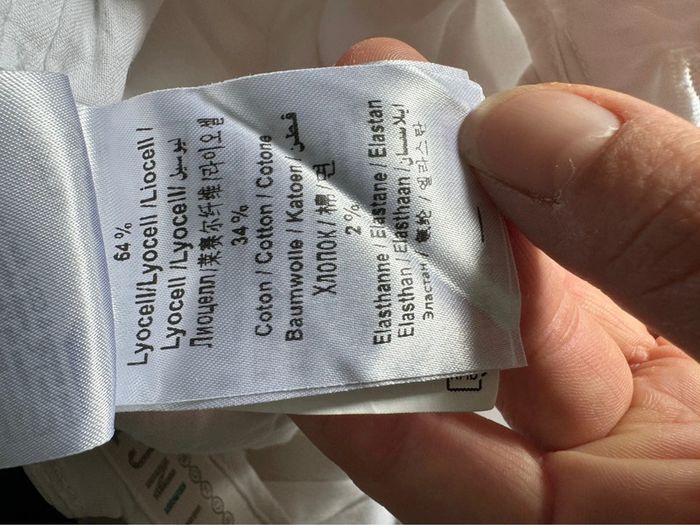 64%
Lyocell/Lyocell /Liocell /
Lyocell /Lyocell/ ليوسيل
Лиоцелл/莱赛尔纤维/라이오셀
34%
Coton / Cotton / Cotone
Baumwolle / Katoen/ قطن
Хлопок / 棉 / 면
2%
Elasthanne / Elastane / Elastan
Elasthan / Elasthaan / إيلاستان
Эластан / 氨纶 / 엘라스탄